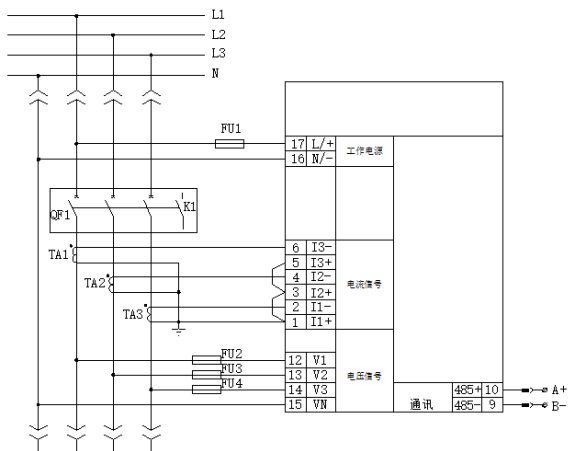 L1
L2
L3
N
FU1
17 L/+ 工作电源
16 N/-
QF1 K1
6 I3-
TA1
5 I3+
TA2
4 I2- 电流信号
3 I2+
2 I1-
TA3
1 I1+
FU2
12 V1
FU3
13 V2 电压信号
FU4
14 V3 485+ 10 A+
15 VN 通讯 485- 9 B-